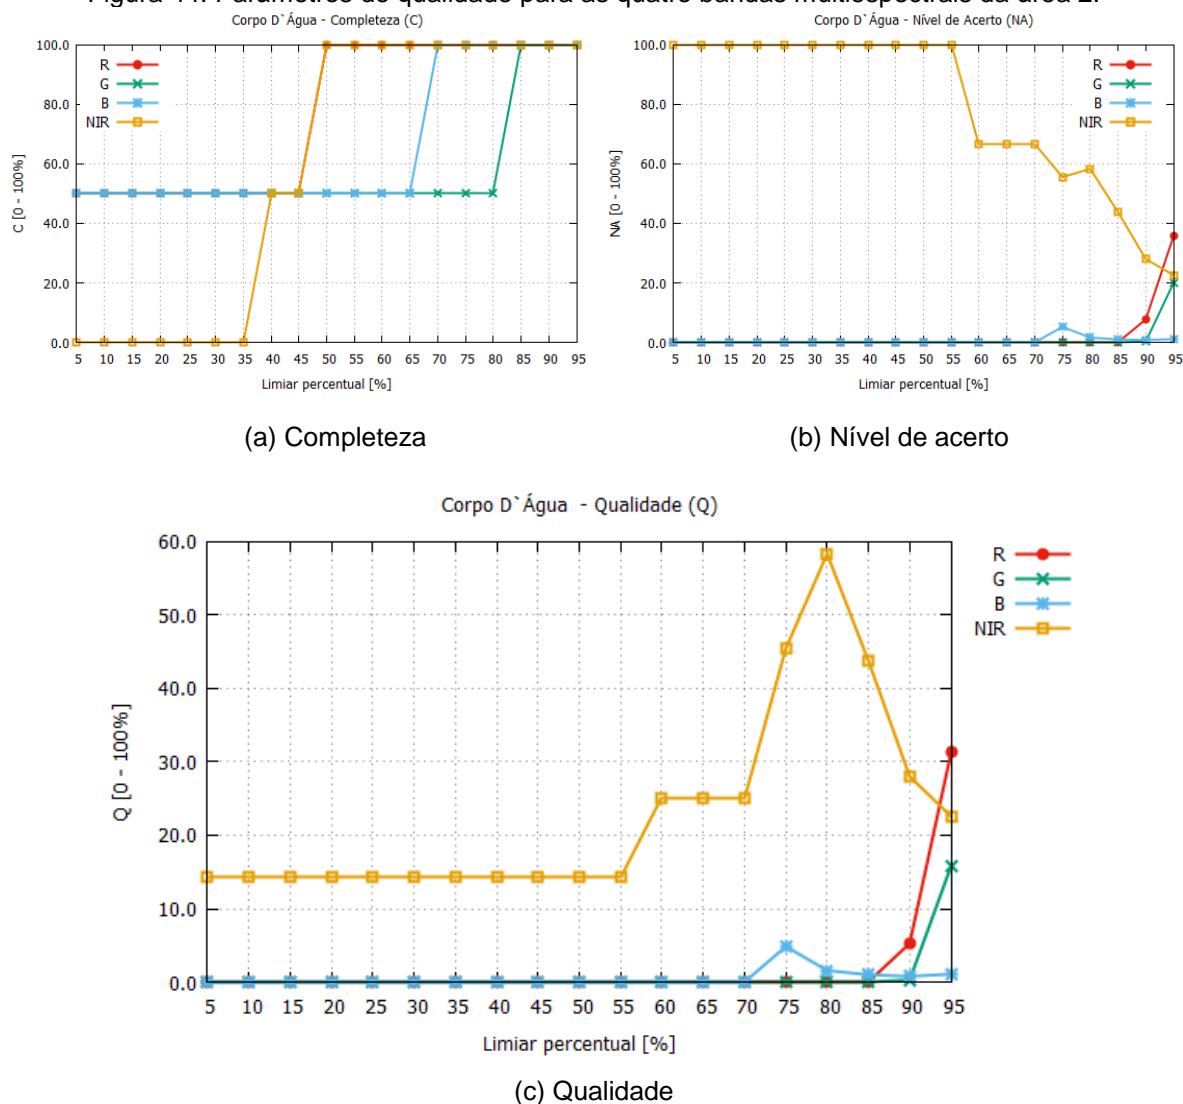 Corpo D`Água - Completeza (C)
100.0
80.0
60.0
40.0
20.0
0.0
C [0 - 100%]
R
G
B
NIR
5 10 15 20 25 30 35 40 45 50 55 60 65 70 75 80 85 90 95
Limiar percentual [%]
(a) Completeza
Corpo D`Água - Nível de Acerto (NA)
100.0
80.0
60.0
40.0
20.0
0.0
NA [0 - 100%]
R
G
B
NIR
5 10 15 20 25 30 35 40 45 50 55 60 65 70 75 80 85 90 95
Limiar percentual [%]
(b) Nível de acerto
Corpo D`Água - Qualidade (Q)
60.0
50.0
40.0
30.0
20.0
10.0
0.0
Q [0 - 100%]
R
G
B
NIR
5 10 15 20 25 30 35 40 45 50 55 60 65 70 75 80 85 90 95
Limiar percentual [%]
(c) Qualidade